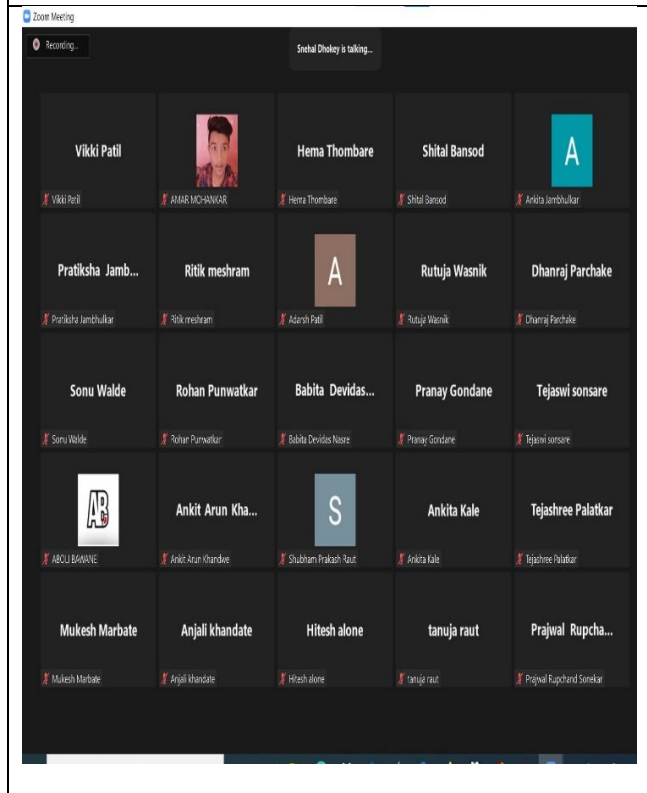 Zoom Meeting
Recording...
Snehal Dhokey is talking...
Vikki Patil
Hema Thombare
Shital Bansod
A
Vikki Patil
AMAR MOHANKAR
Hema Thombare
Shital Bansod
Ankita Jambhulkar
Pratiksha Jamb...
Ritik meshram
A
Rutuja Wasnik
Dhanraj Parchake
Pratiksha Jambhulkar
Ritik meshram
Adarsh Patil
Rutuja Wasnik
Dhanraj Parchake
Sonu Walde
Rohan Punwatkar
Babita Devidas...
Pranay Gondane
Tejaswi sonsare
Sonu Walde
Rohan Punwatkar
Babita Devidas Nasre
Pranay Gondane
Tejaswi sonsare
AB
Ankit Arun Kha...
S
Ankita Kale
Tejashree Palatkar
ABOLI BAWANE
Ankit Arun Khandwe
Shubham Prakash Raut
Ankita Kale
Tejashree Palatkar
Mukesh Marbate
Anjali khandate
Hitesh alone
tanuja raut
Prajwal Rupcha...
Mukesh Marbate
Anjali khandate
Hitesh alone
tanuja raut
Prajwal Rupchand Sonekar